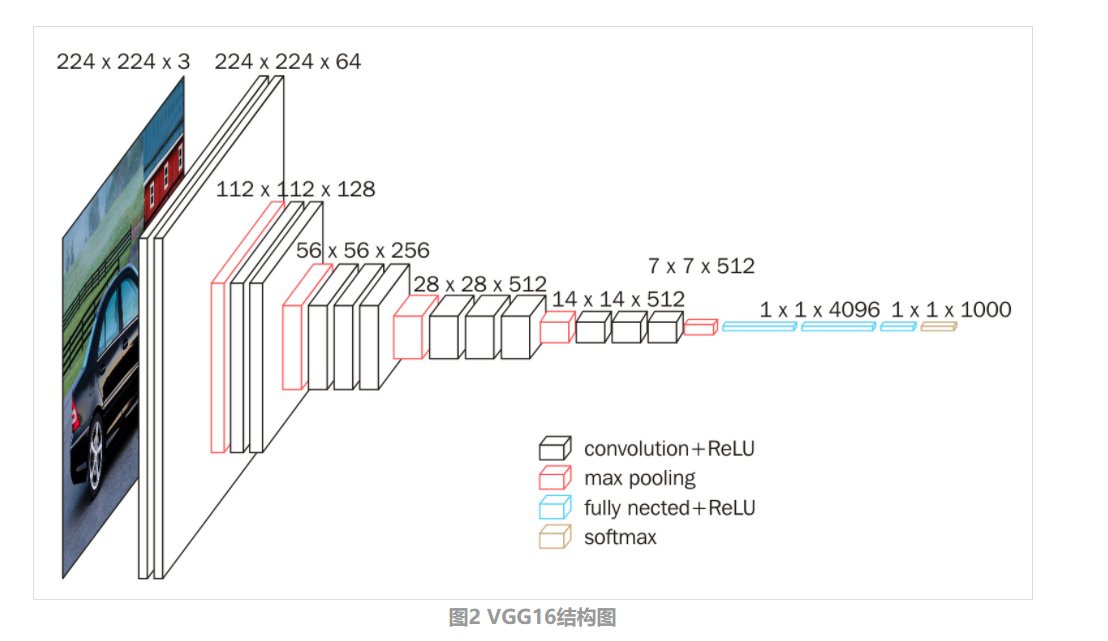 224 x 224 x 3
224 x 224 x 64
112 x 112 x 128
56 x 56 x 256
28 x 28 x 512
14 x 14 x 512
7 x 7 x 512
1 x 1 x 4096
1 x 1 x 1000
convolution+ReLU
max pooling
fully nected+ReLU
softmax
图2 VGG16结构图